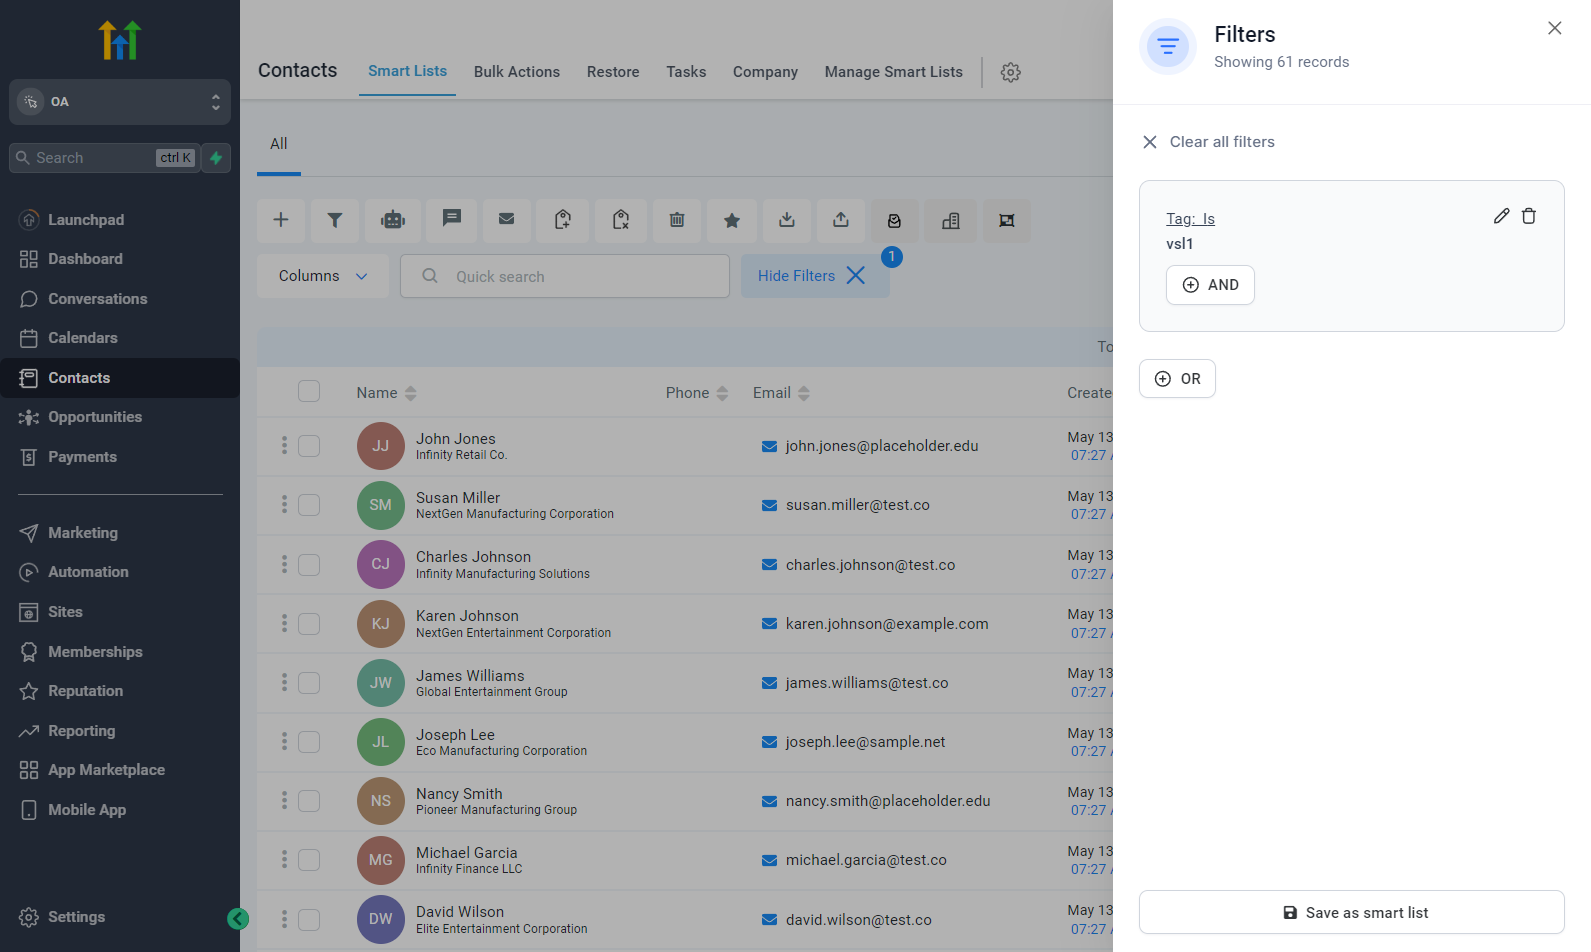 OA
Search
ctrl K
Launchpad
Dashboard
Conversations
Calendars
Contacts
Opportunities
Payments
Marketing
Automation
Sites
Memberships
Reputation
Reporting
App Marketplace
Mobile App
Settings
Contacts
Smart Lists
Bulk Actions
Restore
Tasks
Company
Manage Smart Lists
All
Columns
Quick search
Hide Filters
1
To
Name
Phone
Email
Create
JJ
John Jones
Infinity Retail Co.
john.jones@placeholder.edu
May 13
07:27
SM
Susan Miller
NextGen Manufacturing Corporation
susan.miller@test.co
May 13
07:27
CJ
Charles Johnson
Infinity Manufacturing Solutions
charles.johnson@test.co
May 13
07:27
KJ
Karen Johnson
NextGen Entertainment Corporation
karen.johnson@example.com
May 13
07:27
JW
James Williams
Global Entertainment Group
james.williams@test.co
May 13
07:27
JL
Joseph Lee
Eco Manufacturing Corporation
joseph.lee@sample.net
May 13
07:27
NS
Nancy Smith
Pioneer Manufacturing Group
nancy.smith@placeholder.edu
May 13
07:27
MG
Michael Garcia
Infinity Finance LLC
michael.garcia@test.co
May 13
07:27
DW
David Wilson
Elite Entertainment Corporation
david.wilson@test.co
May 13
07:27
Filters
Showing 61 records
Clear all filters
Tag: Is
vsl1
AND
OR
Save as smart list